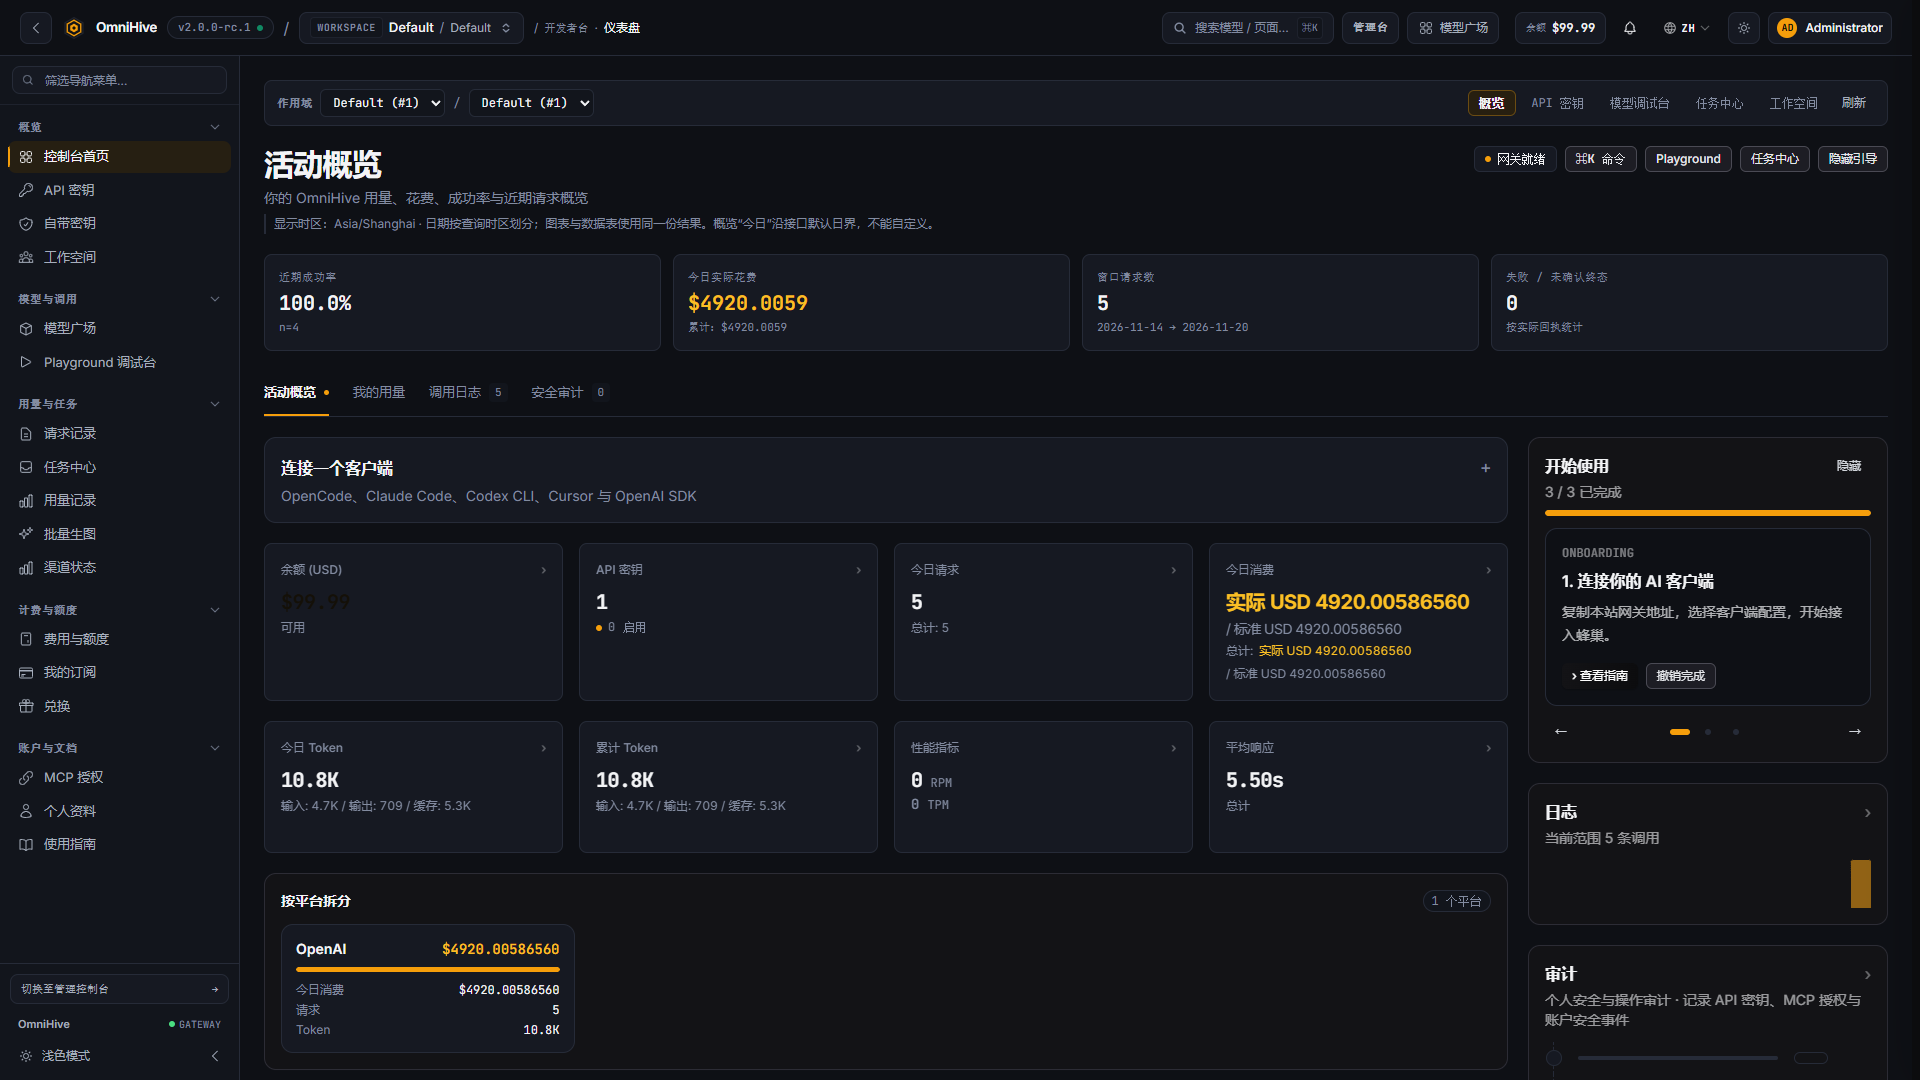 OmniHive v2.0.0-rc.1 / WORKSPACE Default / Default / 开发者台 · 仪表盘
搜索模型 / 页面... ⌘K 管理台 模型广场 余额 $99.99 ZH AD Administrator
筛选导航菜单...
概览
控制台首页
API 密钥
自带密钥
工作空间
模型与调用
模型广场
Playground 调试台
用量与任务
请求记录
任务中心
用量记录
批量生图
渠道状态
计费与额度
费用与额度
我的订阅
兑换
账户与文档
MCP 授权
个人资料
使用指南
切换至管理控制台 →
OmniHive GATEWAY
浅色模式
作用域 Default (#1) / Default (#1)
概览 API 密钥 模型调试台 任务中心 工作空间 刷新
活动概览
网关就绪 ⌘K 命令 Playground 任务中心 隐藏引导
你的 OmniHive 用量、花费、成功率与近期请求概览
显示时区：Asia/Shanghai · 日期按查询时区划分；图表与数据表使用同一份结果。概览“今日”沿接口默认日界，不能自定义。
近期成功率
100.0%
n=4
今日实际花费
$4920.0059
累计: $4920.0059
窗口请求数
5
2026-11-14 → 2026-11-20
失败 / 未确认终态
0
按实际回执统计
活动概览 我的用量 调用日志 5 安全审计 0
连接一个客户端 +
OpenCode、Claude Code、Codex CLI、Cursor 与 OpenAI SDK
余额 (USD)
$99.99
可用
API 密钥
1
0 启用
今日请求
5
总计: 5
今日消费
实际 USD 4920.00586560
/ 标准 USD 4920.00586560
总计: 实际 USD 4920.00586560
/ 标准 USD 4920.00586560
今日 Token
10.8K
输入: 4.7K / 输出: 709 / 缓存: 5.3K
累计 Token
10.8K
输入: 4.7K / 输出: 709 / 缓存: 5.3K
性能指标
0 RPM
0 TPM
平均响应
5.50s
总计
按平台拆分 1 个平台
OpenAI $4920.00586560
今日消费 $4920.00586560
请求 5
Token 10.8K
开始使用 隐藏
3 / 3 已完成
ONBOARDING
1. 连接你的 AI 客户端
复制本站网关地址，选择客户端配置，开始接
入蜂巢。
› 查看指南 撤销完成
← →
日志
当前范围 5 条调用
审计
个人安全与操作审计 · 记录 API 密钥、MCP 授权与
账户安全事件